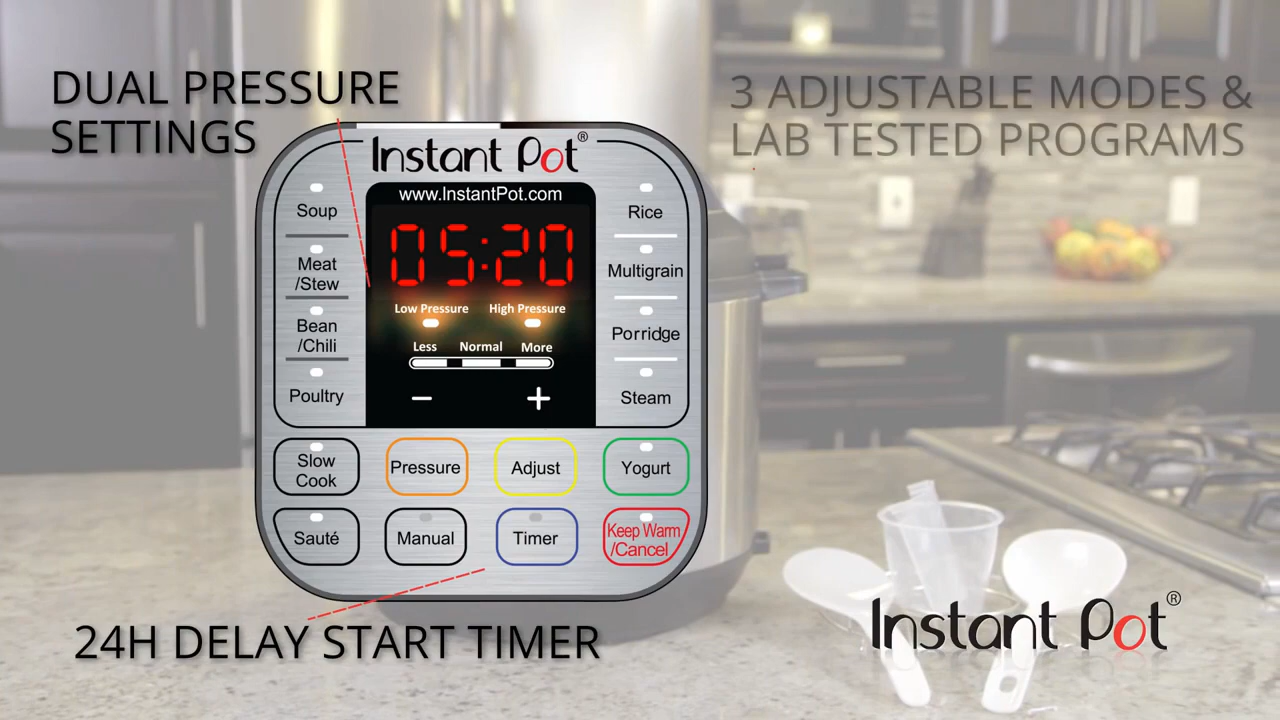 DUAL PRESSURE
SETTINGS
3 ADJUSTABLE MODES &
LAB TESTED PROGRAMS
Instant Pot®
www.InstantPot.com
05:20
Low Pressure High Pressure
Less Normal More
− +
Soup
Meat
/Stew
Bean
/Chili
Poultry
Rice
Multigrain
Porridge
Steam
Slow
Cook
Pressure
Adjust
Yogurt
Sauté
Manual
Timer
Keep Warm
/Cancel
24H DELAY START TIMER
Instant Pot®